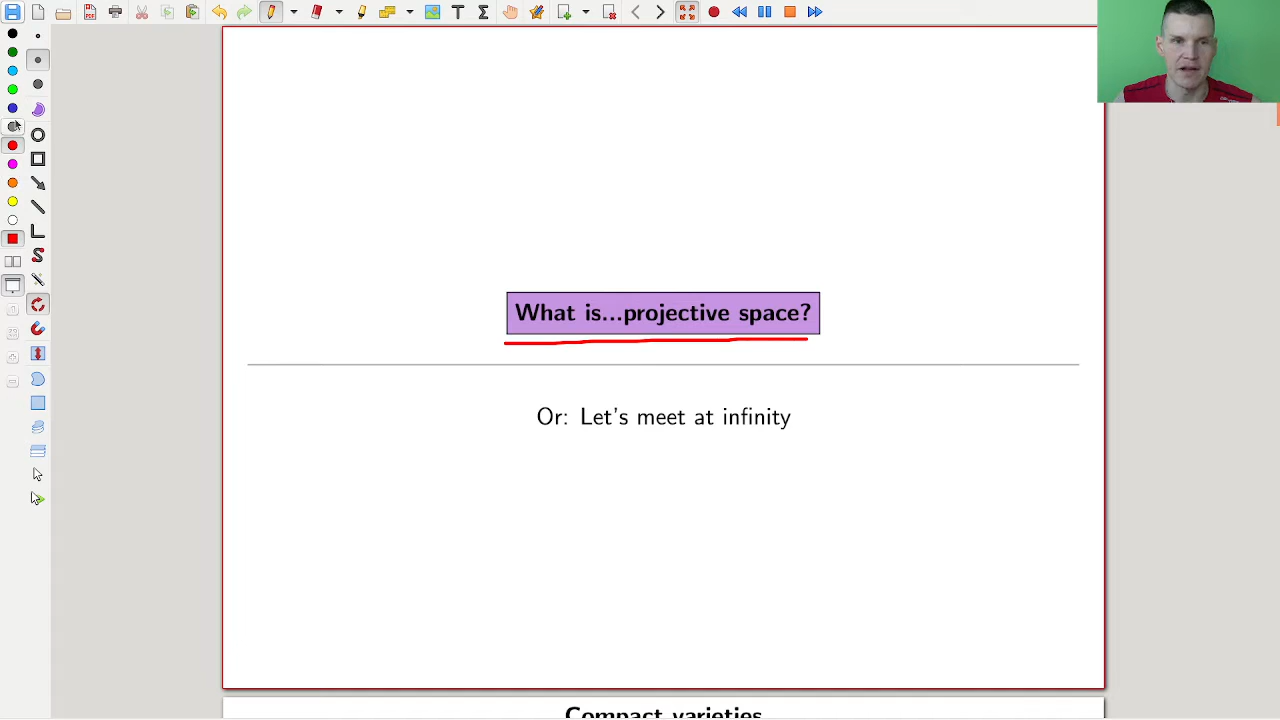 What is...projective space?
Or: Let's meet at infinity
Compact varieties